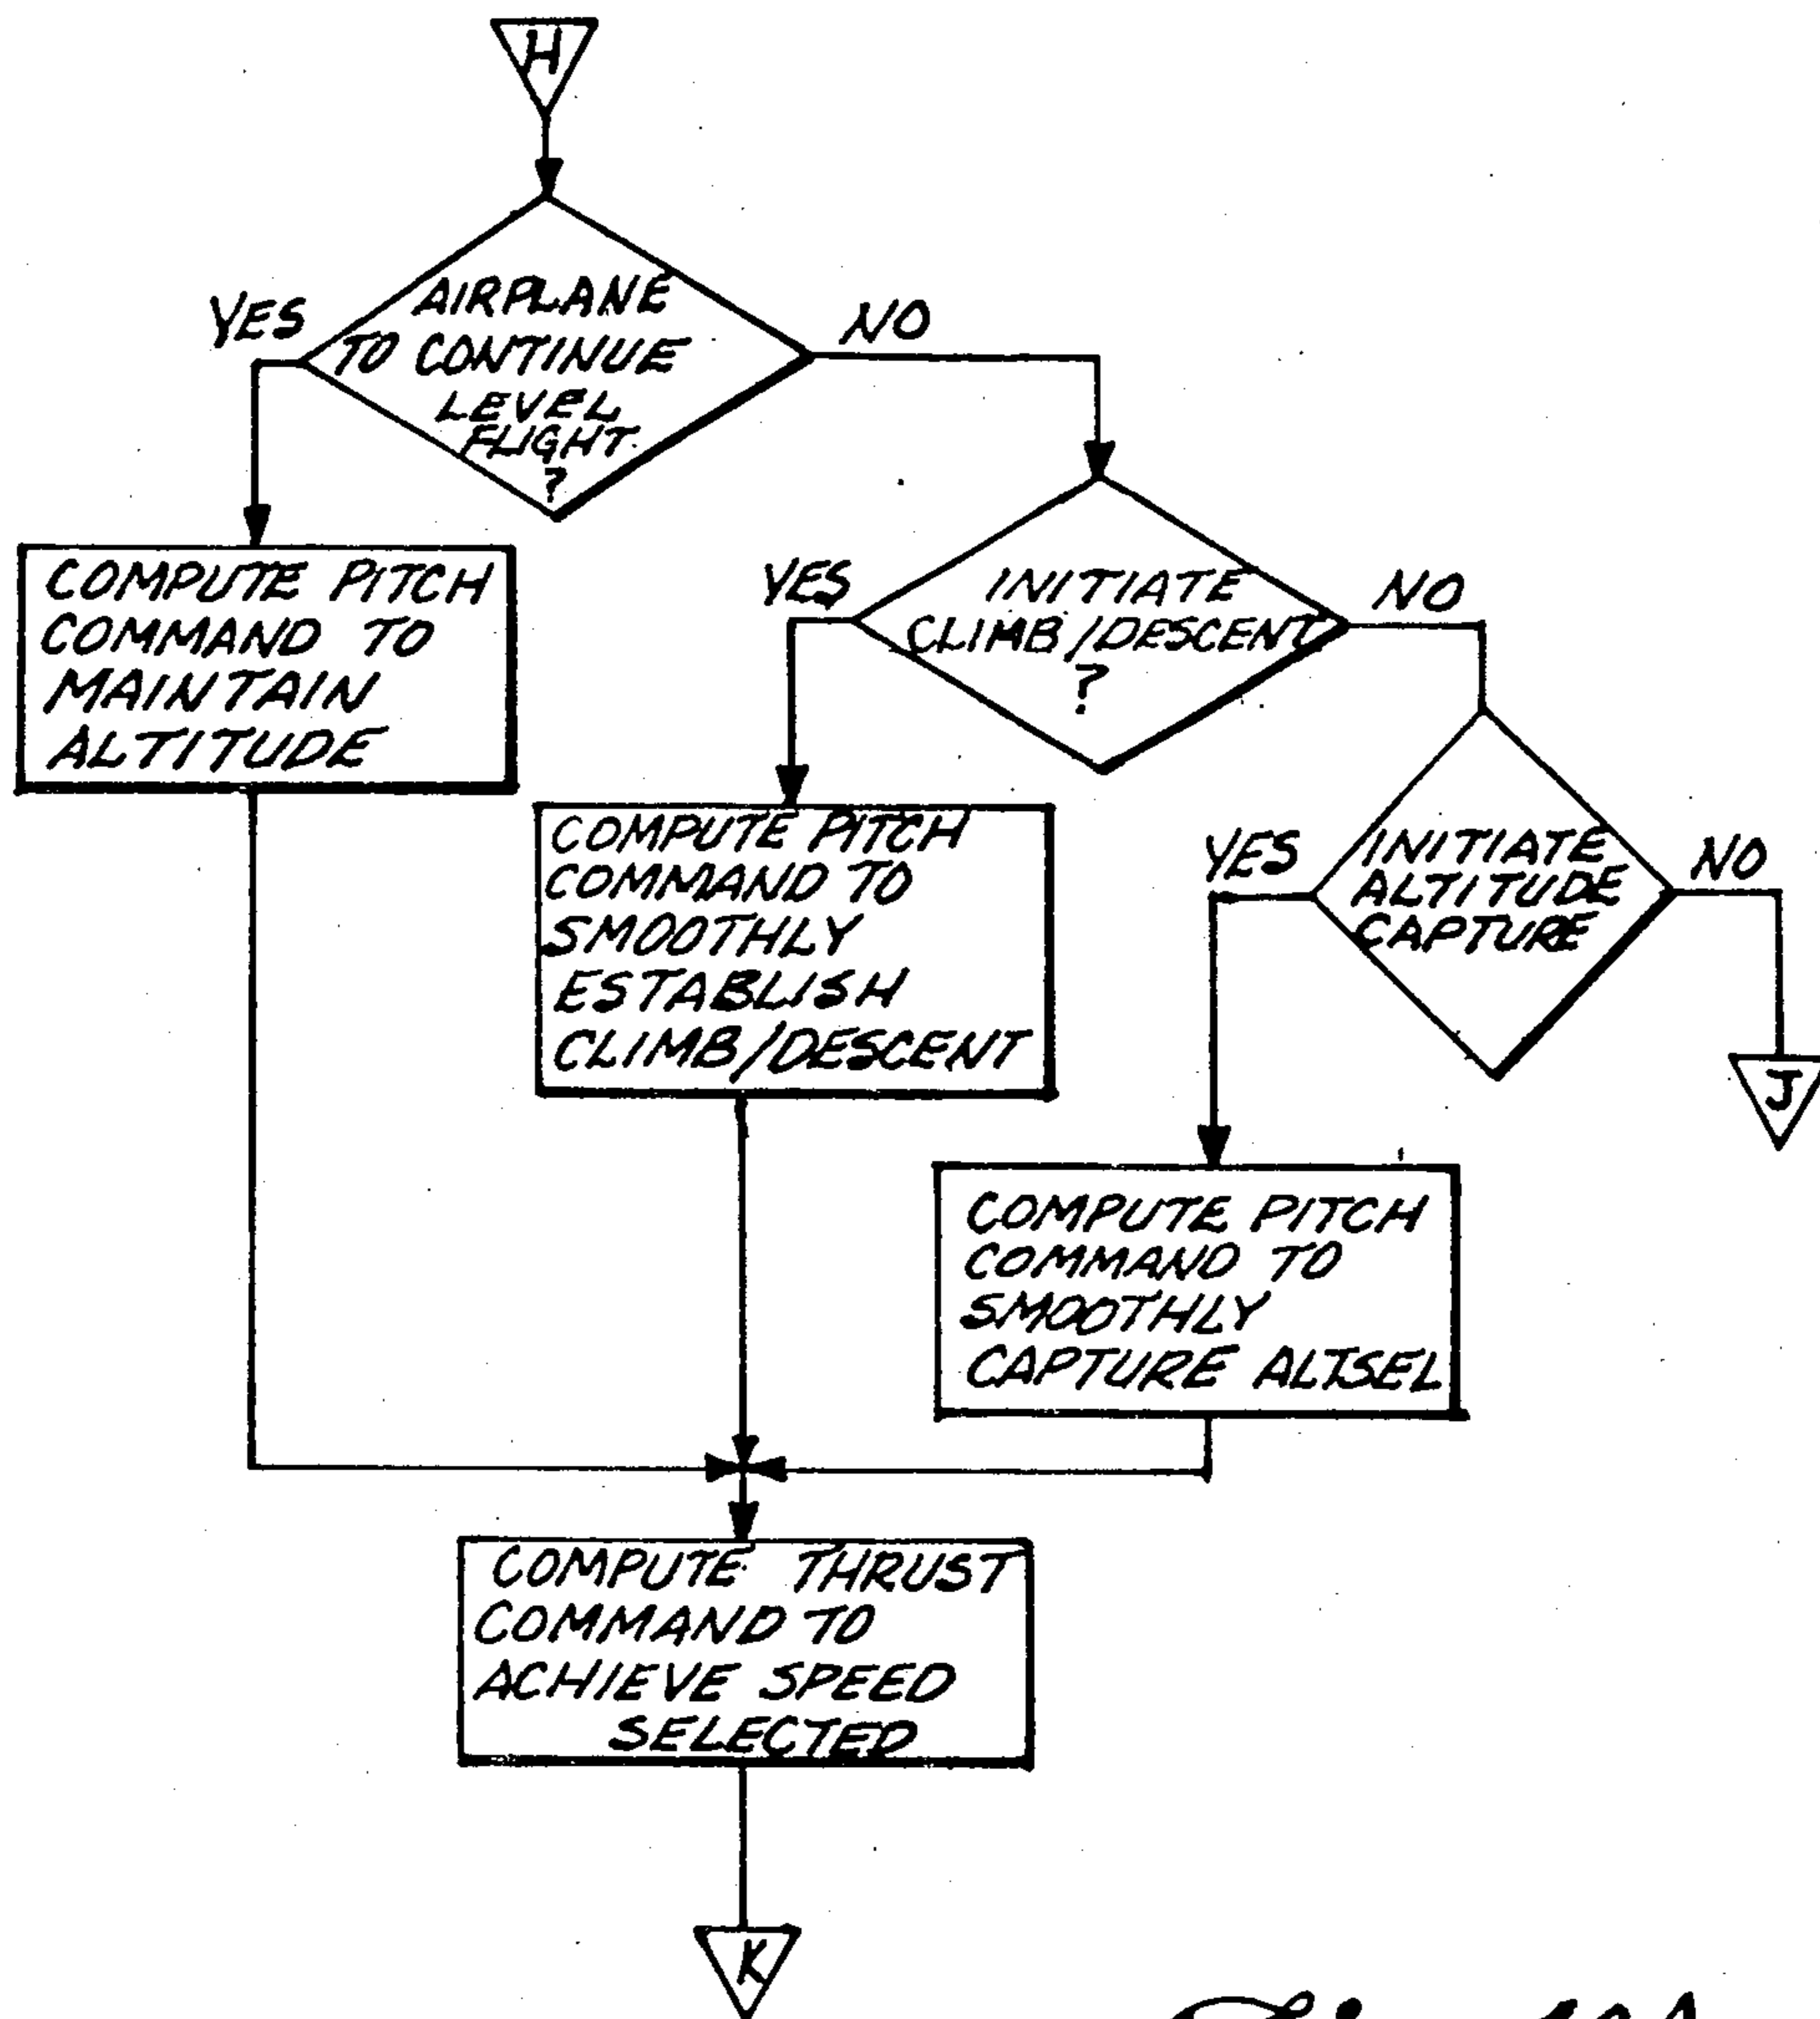 H
AIRPLANE
TO CONTINUE
LEVEL
FLIGHT
?
YES
NO
COMPUTE PITCH
COMMAND TO
MAINTAIN
ALTITUDE
INITIATE
CLIMB/DESCENT
?
YES
NO
COMPUTE PITCH
COMMAND TO
SMOOTHLY
ESTABLISH
CLIMB/DESCENT
INITIATE
ALTITUDE
CAPTURE
YES
NO
J
COMPUTE PITCH
COMMAND TO
SMOOTHLY
CAPTURE ALTSEL
COMPUTE THRUST
COMMAND TO
ACHIEVE SPEED
SELECTED
K